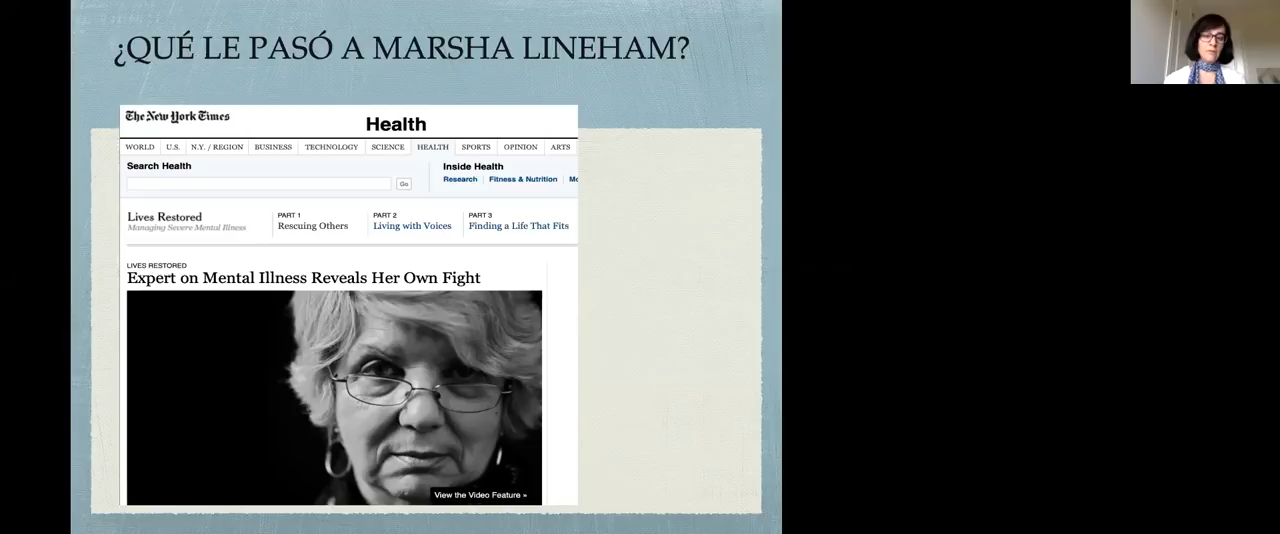 ¿QUÉ LE PASÓ A MARSHA LINEHAM?
The New York Times
Health
WORLD U.S. N.Y. / REGION BUSINESS TECHNOLOGY SCIENCE HEALTH SPORTS OPINION ARTS
Search Health
Go
Inside Health
Research Fitness & Nutrition
Lives Restored
Managing Severe Mental Illness
PART 1
Rescuing Others
PART 2
Living with Voices
PART 3
Finding a Life That Fits
LIVES RESTORED
Expert on Mental Illness Reveals Her Own Fight
View the Video Feature »